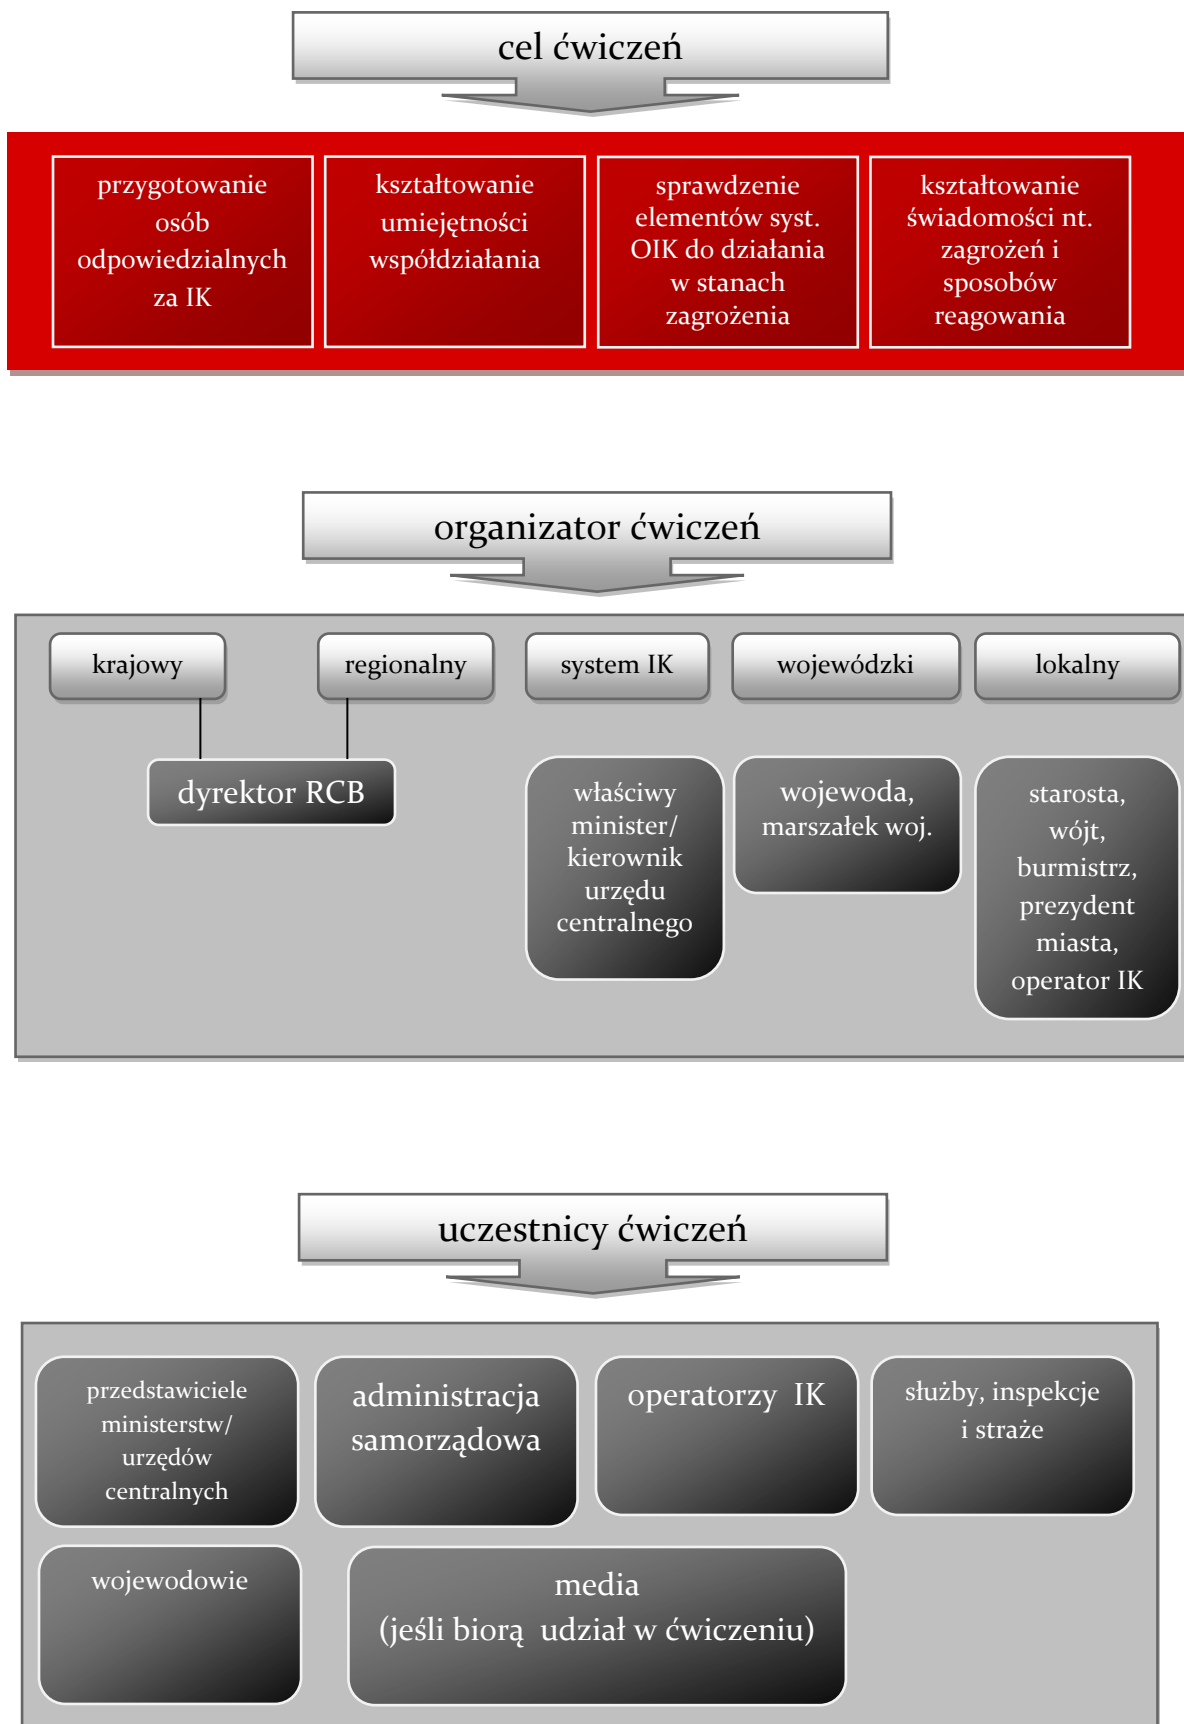 cel ćwiczeń
przygotowanie
osób
odpowiedzialnych
za IK
kształtowanie
umiejętności
współdziałania
sprawdzenie
elementów syst.
OIK do działania
w stanach
zagrożenia
kształtowanie
świadomości nt.
zagrożeń i
sposobów
reagowania
organizator ćwiczeń
krajowy
regionalny
system IK
wojewódzki
lokalny
dyrektor RCB
właściwy
minister/
kierownik
urzędu
centralnego
wojewoda,
marszałek woj.
starosta,
wójt,
burmistrz,
prezydent
miasta,
operator IK
uczestnicy ćwiczeń
przedstawiciele
ministerstw/
urzędów
centralnych
administracja
samorządowa
operatorzy IK
służby, inspekcje
i straże
wojewodowie
media
(jeśli biorą udział w ćwiczeniu)